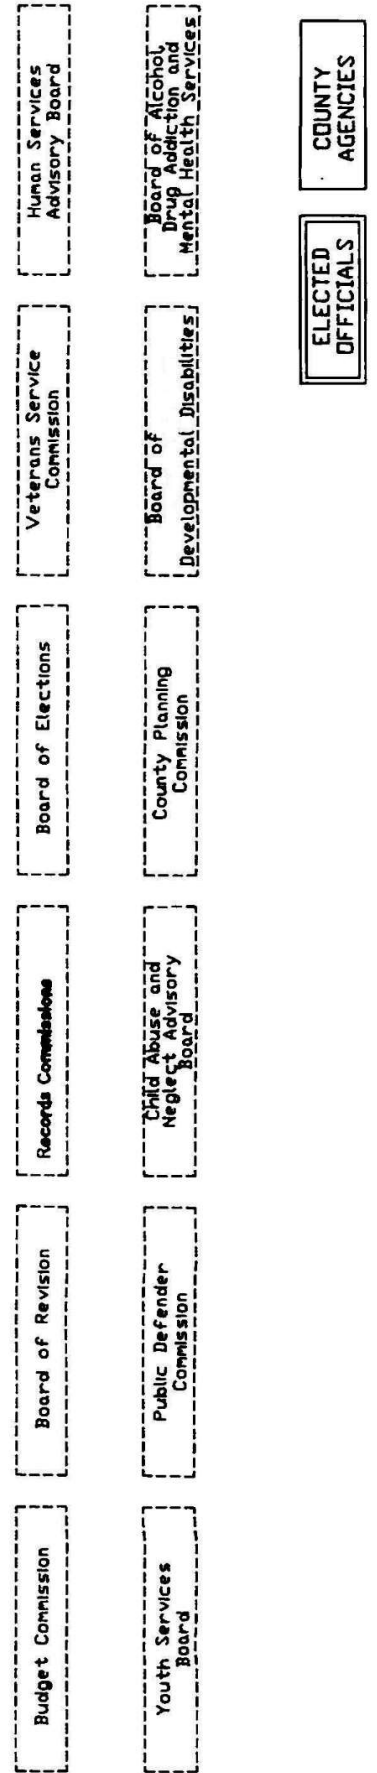 Budget Commission
Board of Revision
Records Commissions
Board of Elections
Veterans Service
Commission
Human Services
Advisory Board
Youth Services
Board
Public Defender
Commission
Child Abuse and
Neglect Advisory
Board
County Planning
Commission
Board of
Developmental Disabilities
Board of Alcohol,
Drug Addiction and
Mental Health Services
ELECTED
OFFICIALS
COUNTY
AGENCIES